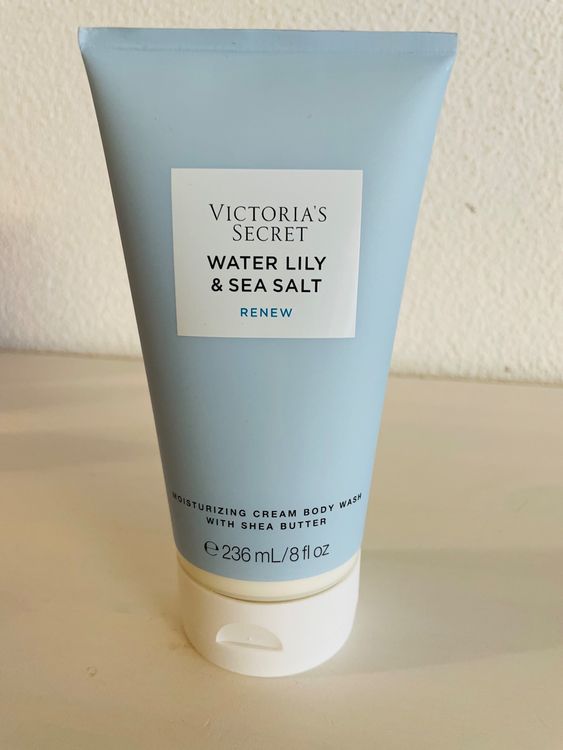 VICTORIA'S
SECRET
WATER LILY
& SEA SALT
RENEW
MOISTURIZING CREAM BODY WASH
WITH SHEA BUTTER
℮ 236 mL/8 fl oz